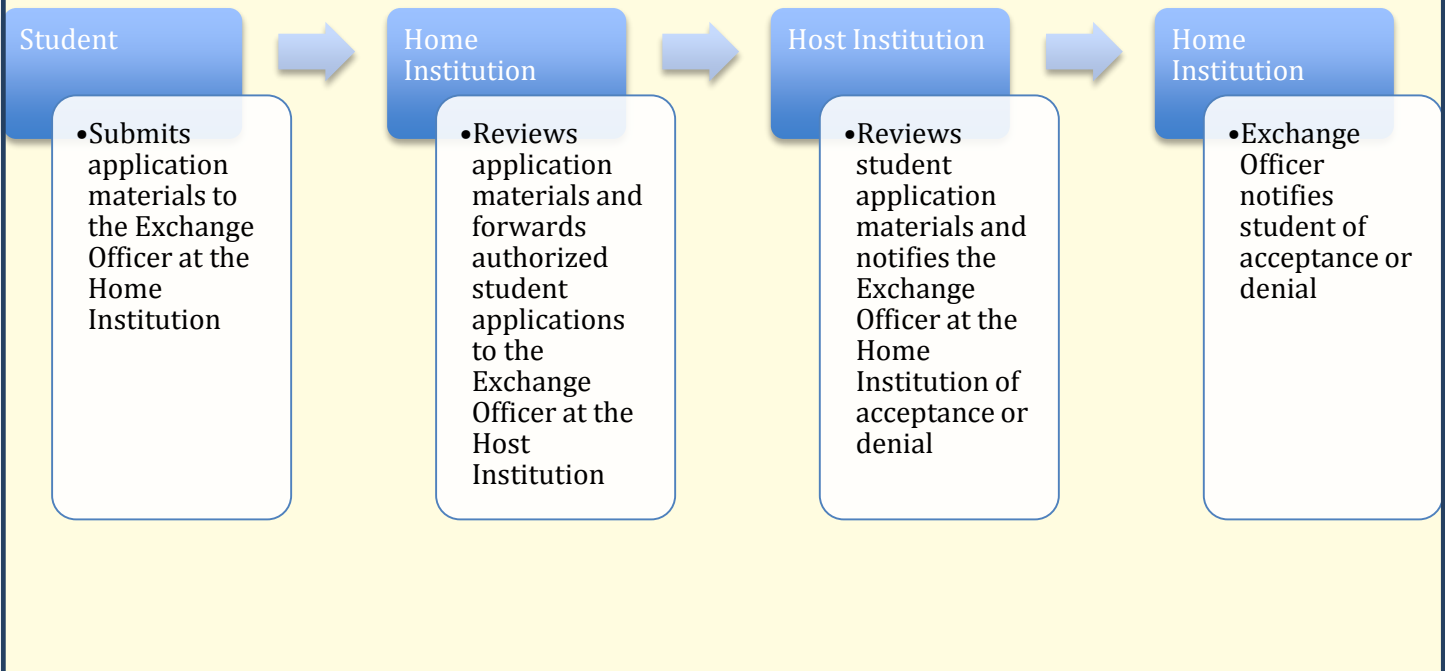 Student
•Submits
application
materials to
the Exchange
Officer at the
Home
Institution
Home
Institution
•Reviews
application
materials and
forwards
authorized
student
applications
to the
Exchange
Officer at the
Host
Institution
Host Institution
•Reviews
student
application
materials and
notifies the
Exchange
Officer at the
Home
Institution of
acceptance or
denial
Home
Institution
•Exchange
Officer
notifies
student of
acceptance or
denial